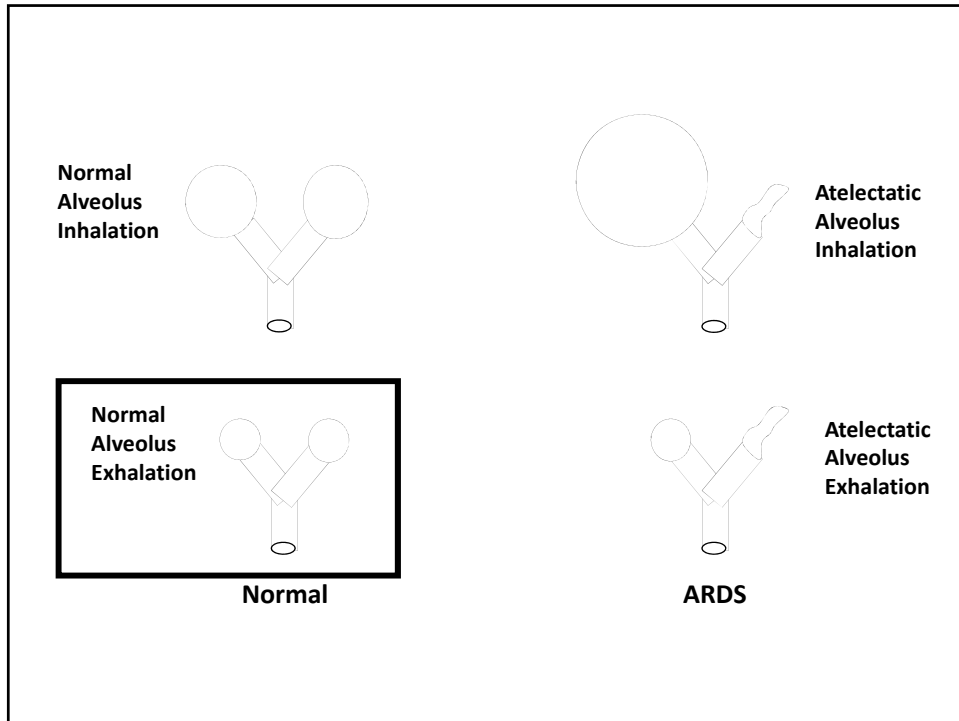 Normal
Alveolus
Inhalation
Atelectatic
Alveolus
Inhalation
Normal
Alveolus
Exhalation
Atelectatic
Alveolus
Exhalation
Normal
ARDS